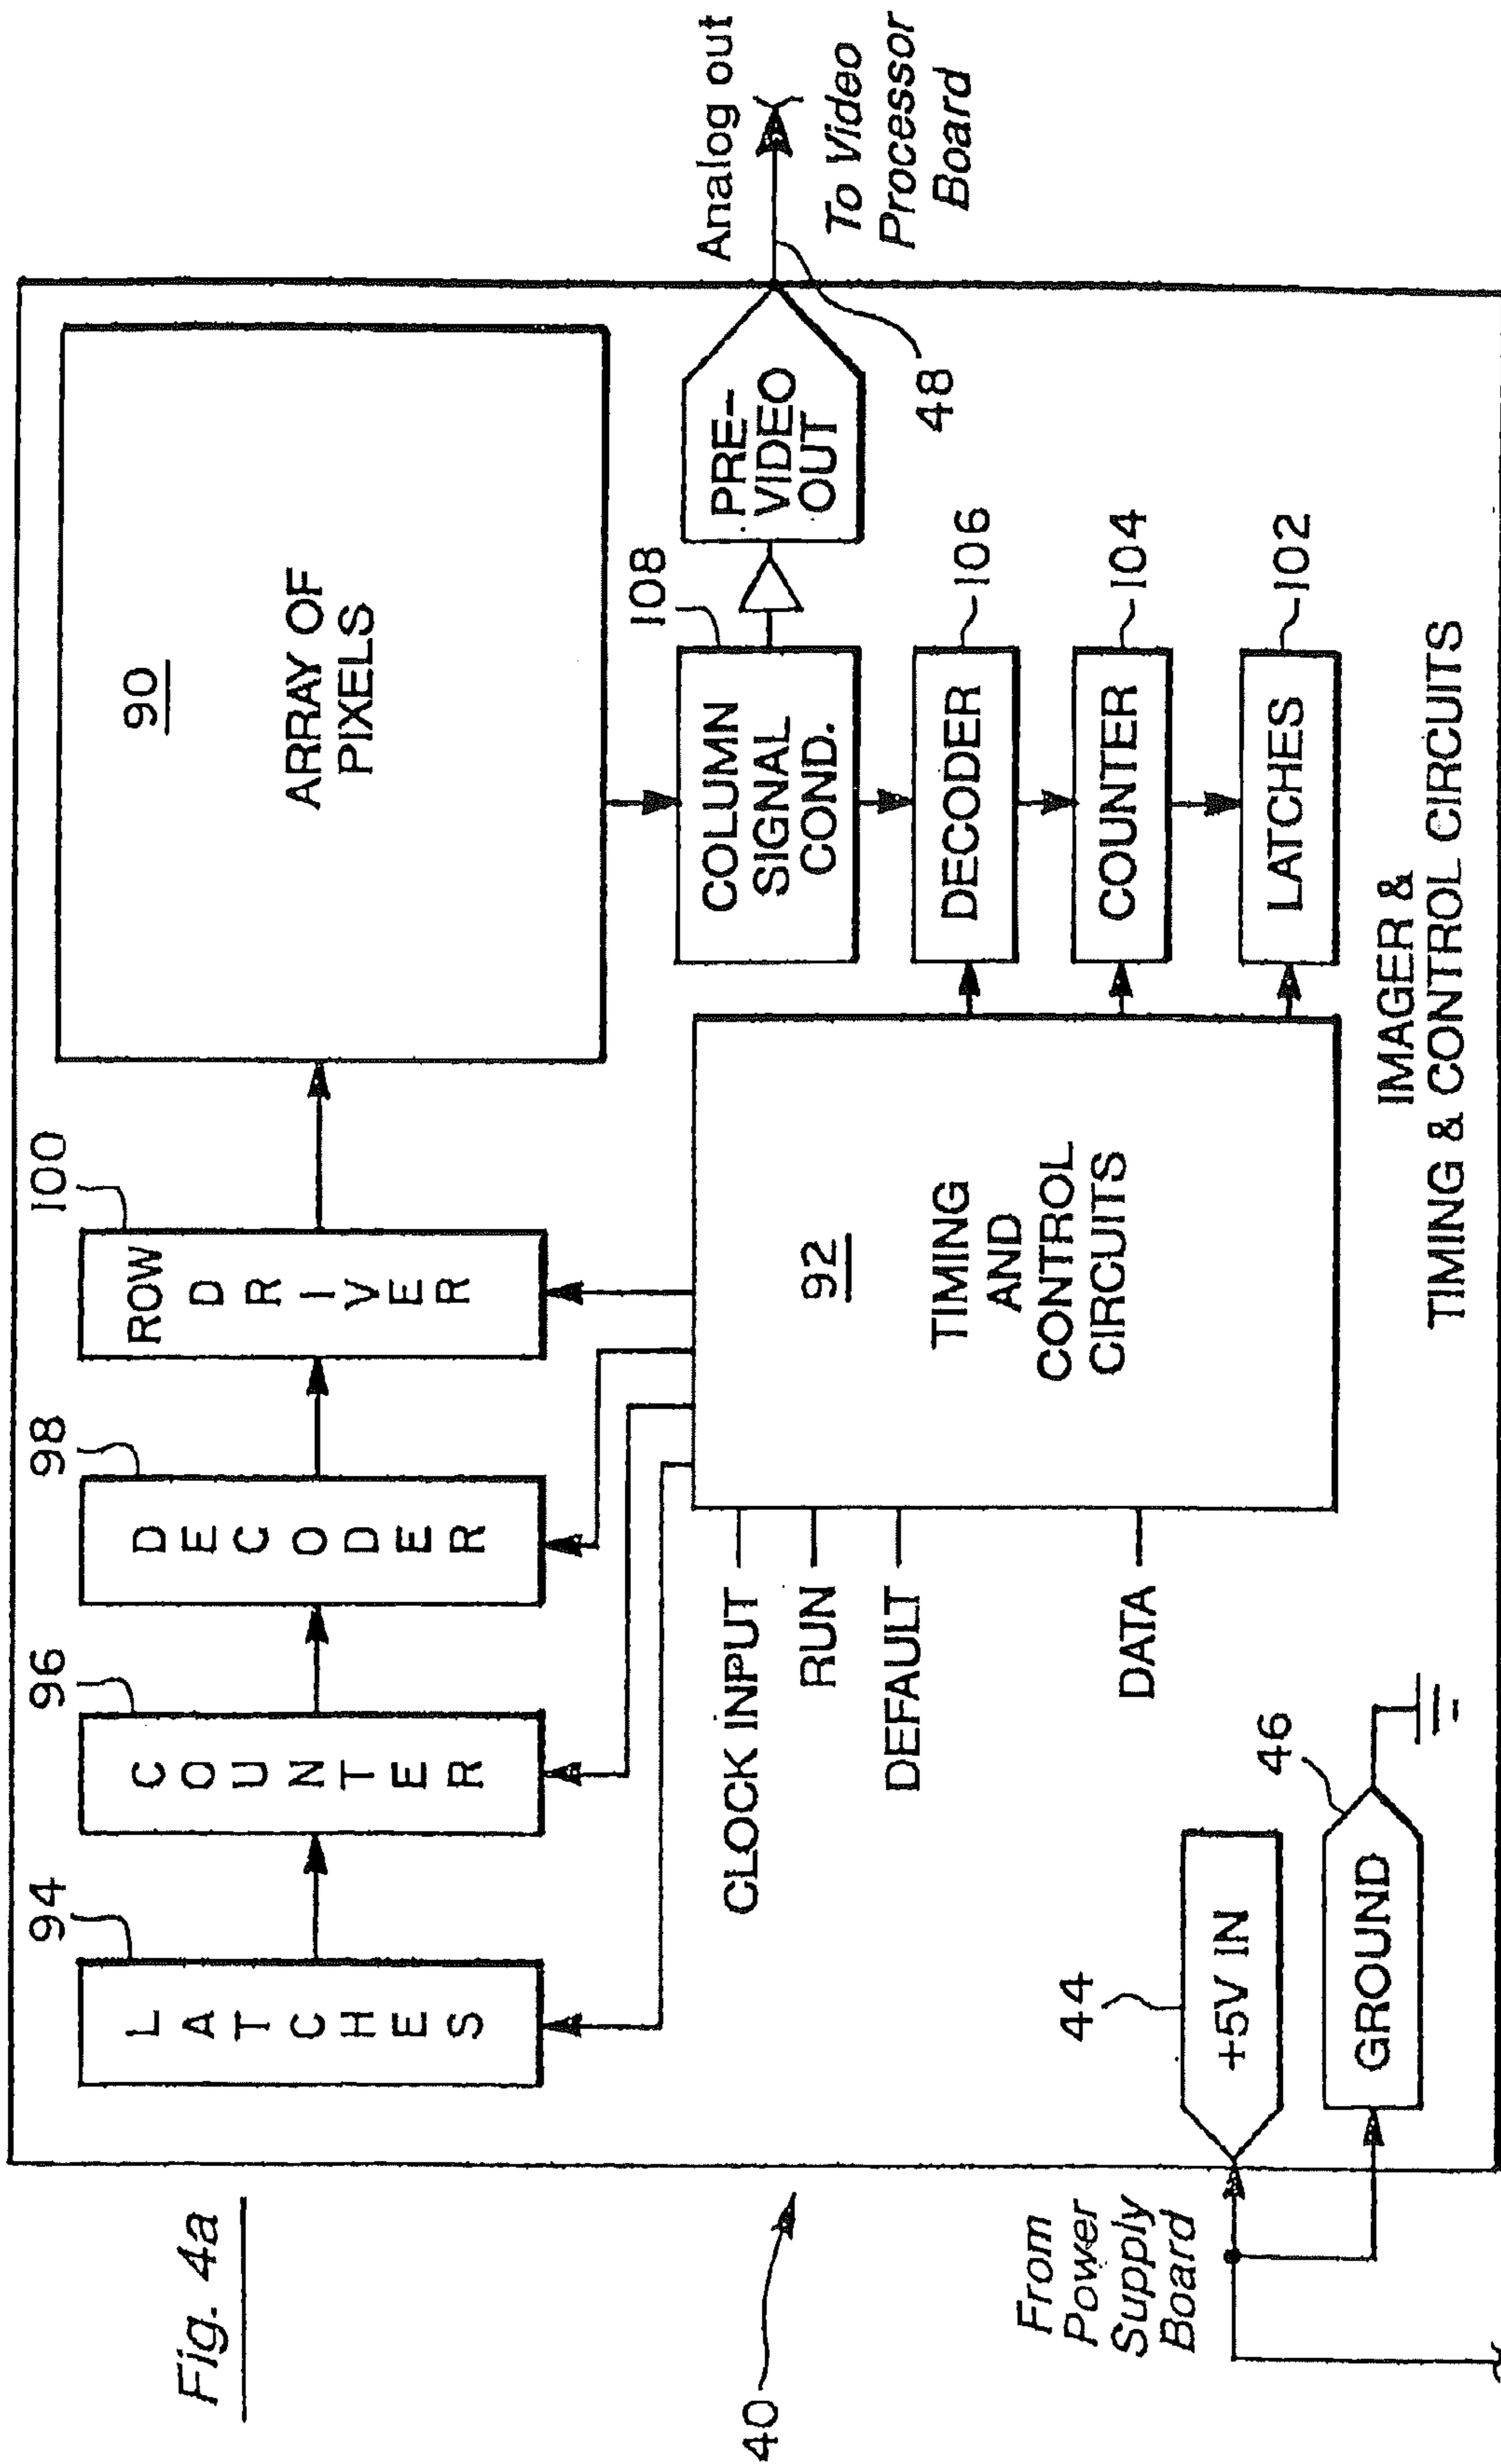 Fig. 4a
40
94
96
98
100
LATCHES
COUNTER
DECODER
ROW
DRIVER
90
ARRAY OF
PIXELS
92
TIMING
AND
CONTROL
CIRCUITS
CLOCK INPUT
RUN
DEFAULT
DATA
108
COLUMN
SIGNAL
COND.
PRE-
VIDEO
OUT
Analog out
48
To Video
Processor
Board
DECODER
106
COUNTER
104
LATCHES
102
From
Power
Supply
Board
44
+5V IN
46
GROUND
IMAGER &
TIMING & CONTROL CIRCUITS